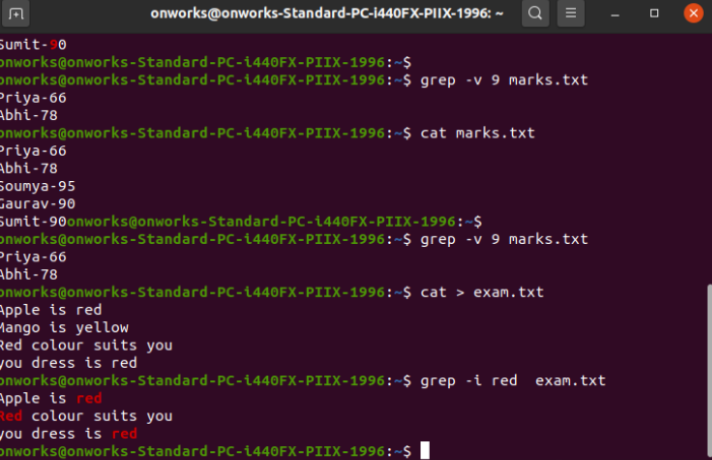 onworks@onworks-Standard-PC-i440FX-PIIX-1996: ~
Sumit-90
onworks@onworks-Standard-PC-i440FX-PIIX-1996:~$
onworks@onworks-Standard-PC-i440FX-PIIX-1996:~$ grep -v 9 marks.txt
Priya-66
Abhi-78
onworks@onworks-Standard-PC-i440FX-PIIX-1996:~$ cat marks.txt
Priya-66
Abhi-78
Soumya-95
Gaurav-90
Sumit-90onworks@onworks-Standard-PC-i440FX-PIIX-1996:~$
onworks@onworks-Standard-PC-i440FX-PIIX-1996:~$ grep -v 9 marks.txt
Priya-66
Abhi-78
onworks@onworks-Standard-PC-i440FX-PIIX-1996:~$ cat > exam.txt
Apple is red
Mango is yellow
Red colour suits you
you dress is red
onworks@onworks-Standard-PC-i440FX-PIIX-1996:~$ grep -i red  exam.txt
Apple is red
Red colour suits you
you dress is red
onworks@onworks-Standard-PC-i440FX-PIIX-1996:~$